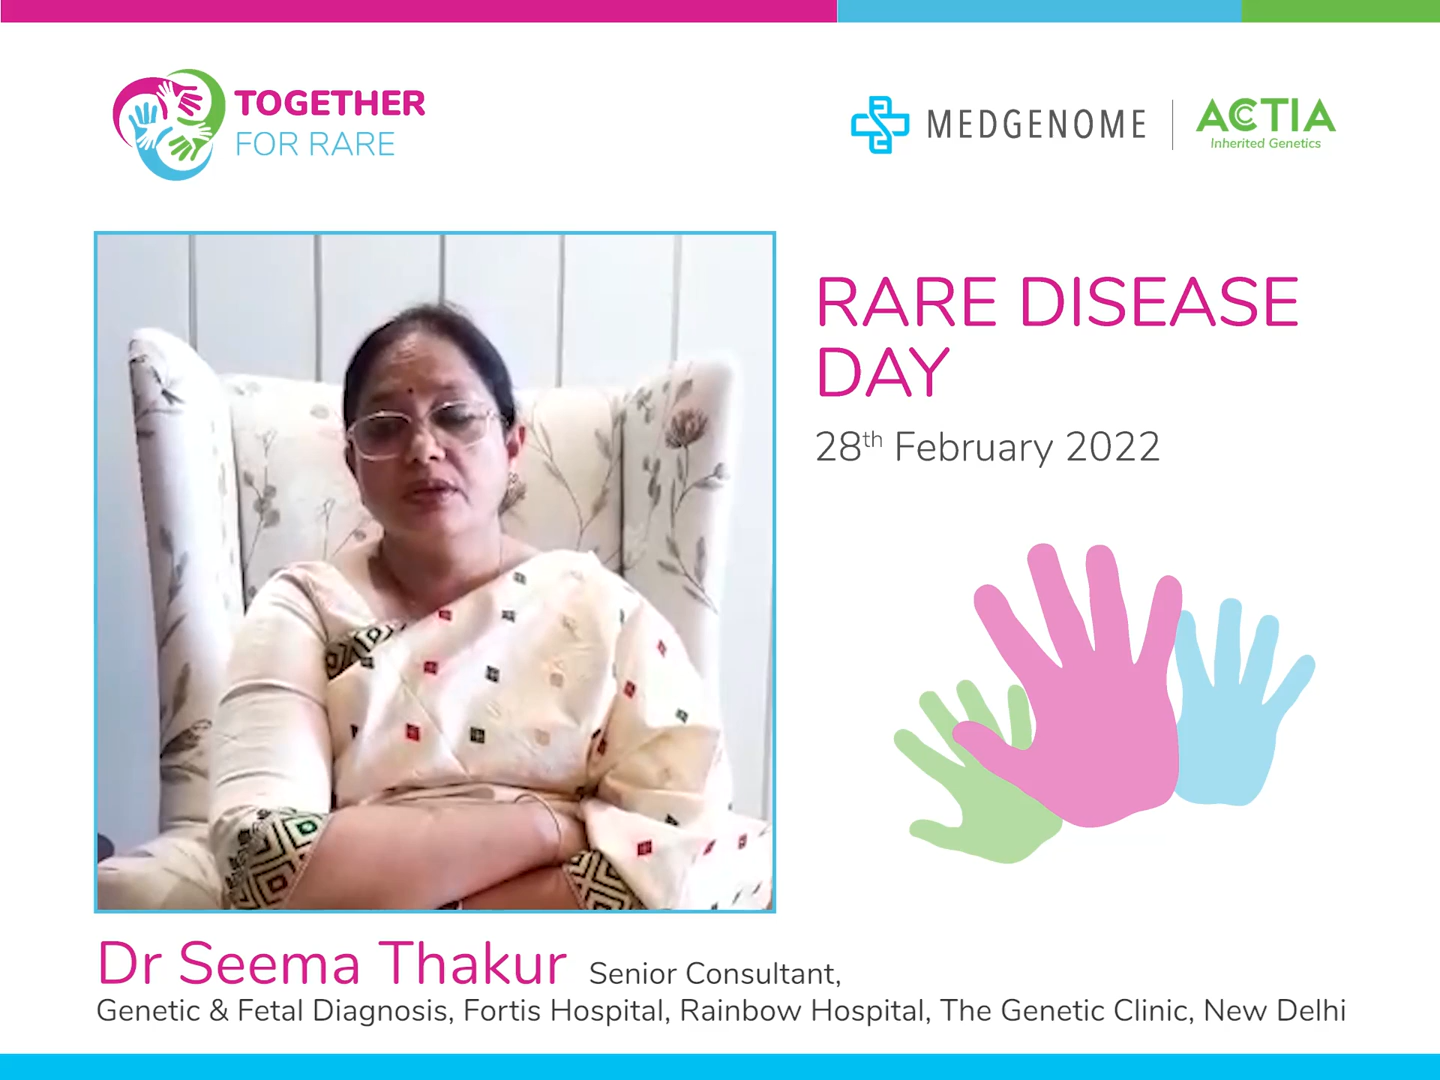 TOGETHER
FOR RARE
MEDGENOME
ACTIA
Inherited Genetics
RARE DISEASE
DAY
28th February 2022
Dr Seema Thakur Senior Consultant,
Genetic & Fetal Diagnosis, Fortis Hospital, Rainbow Hospital, The Genetic Clinic, New Delhi